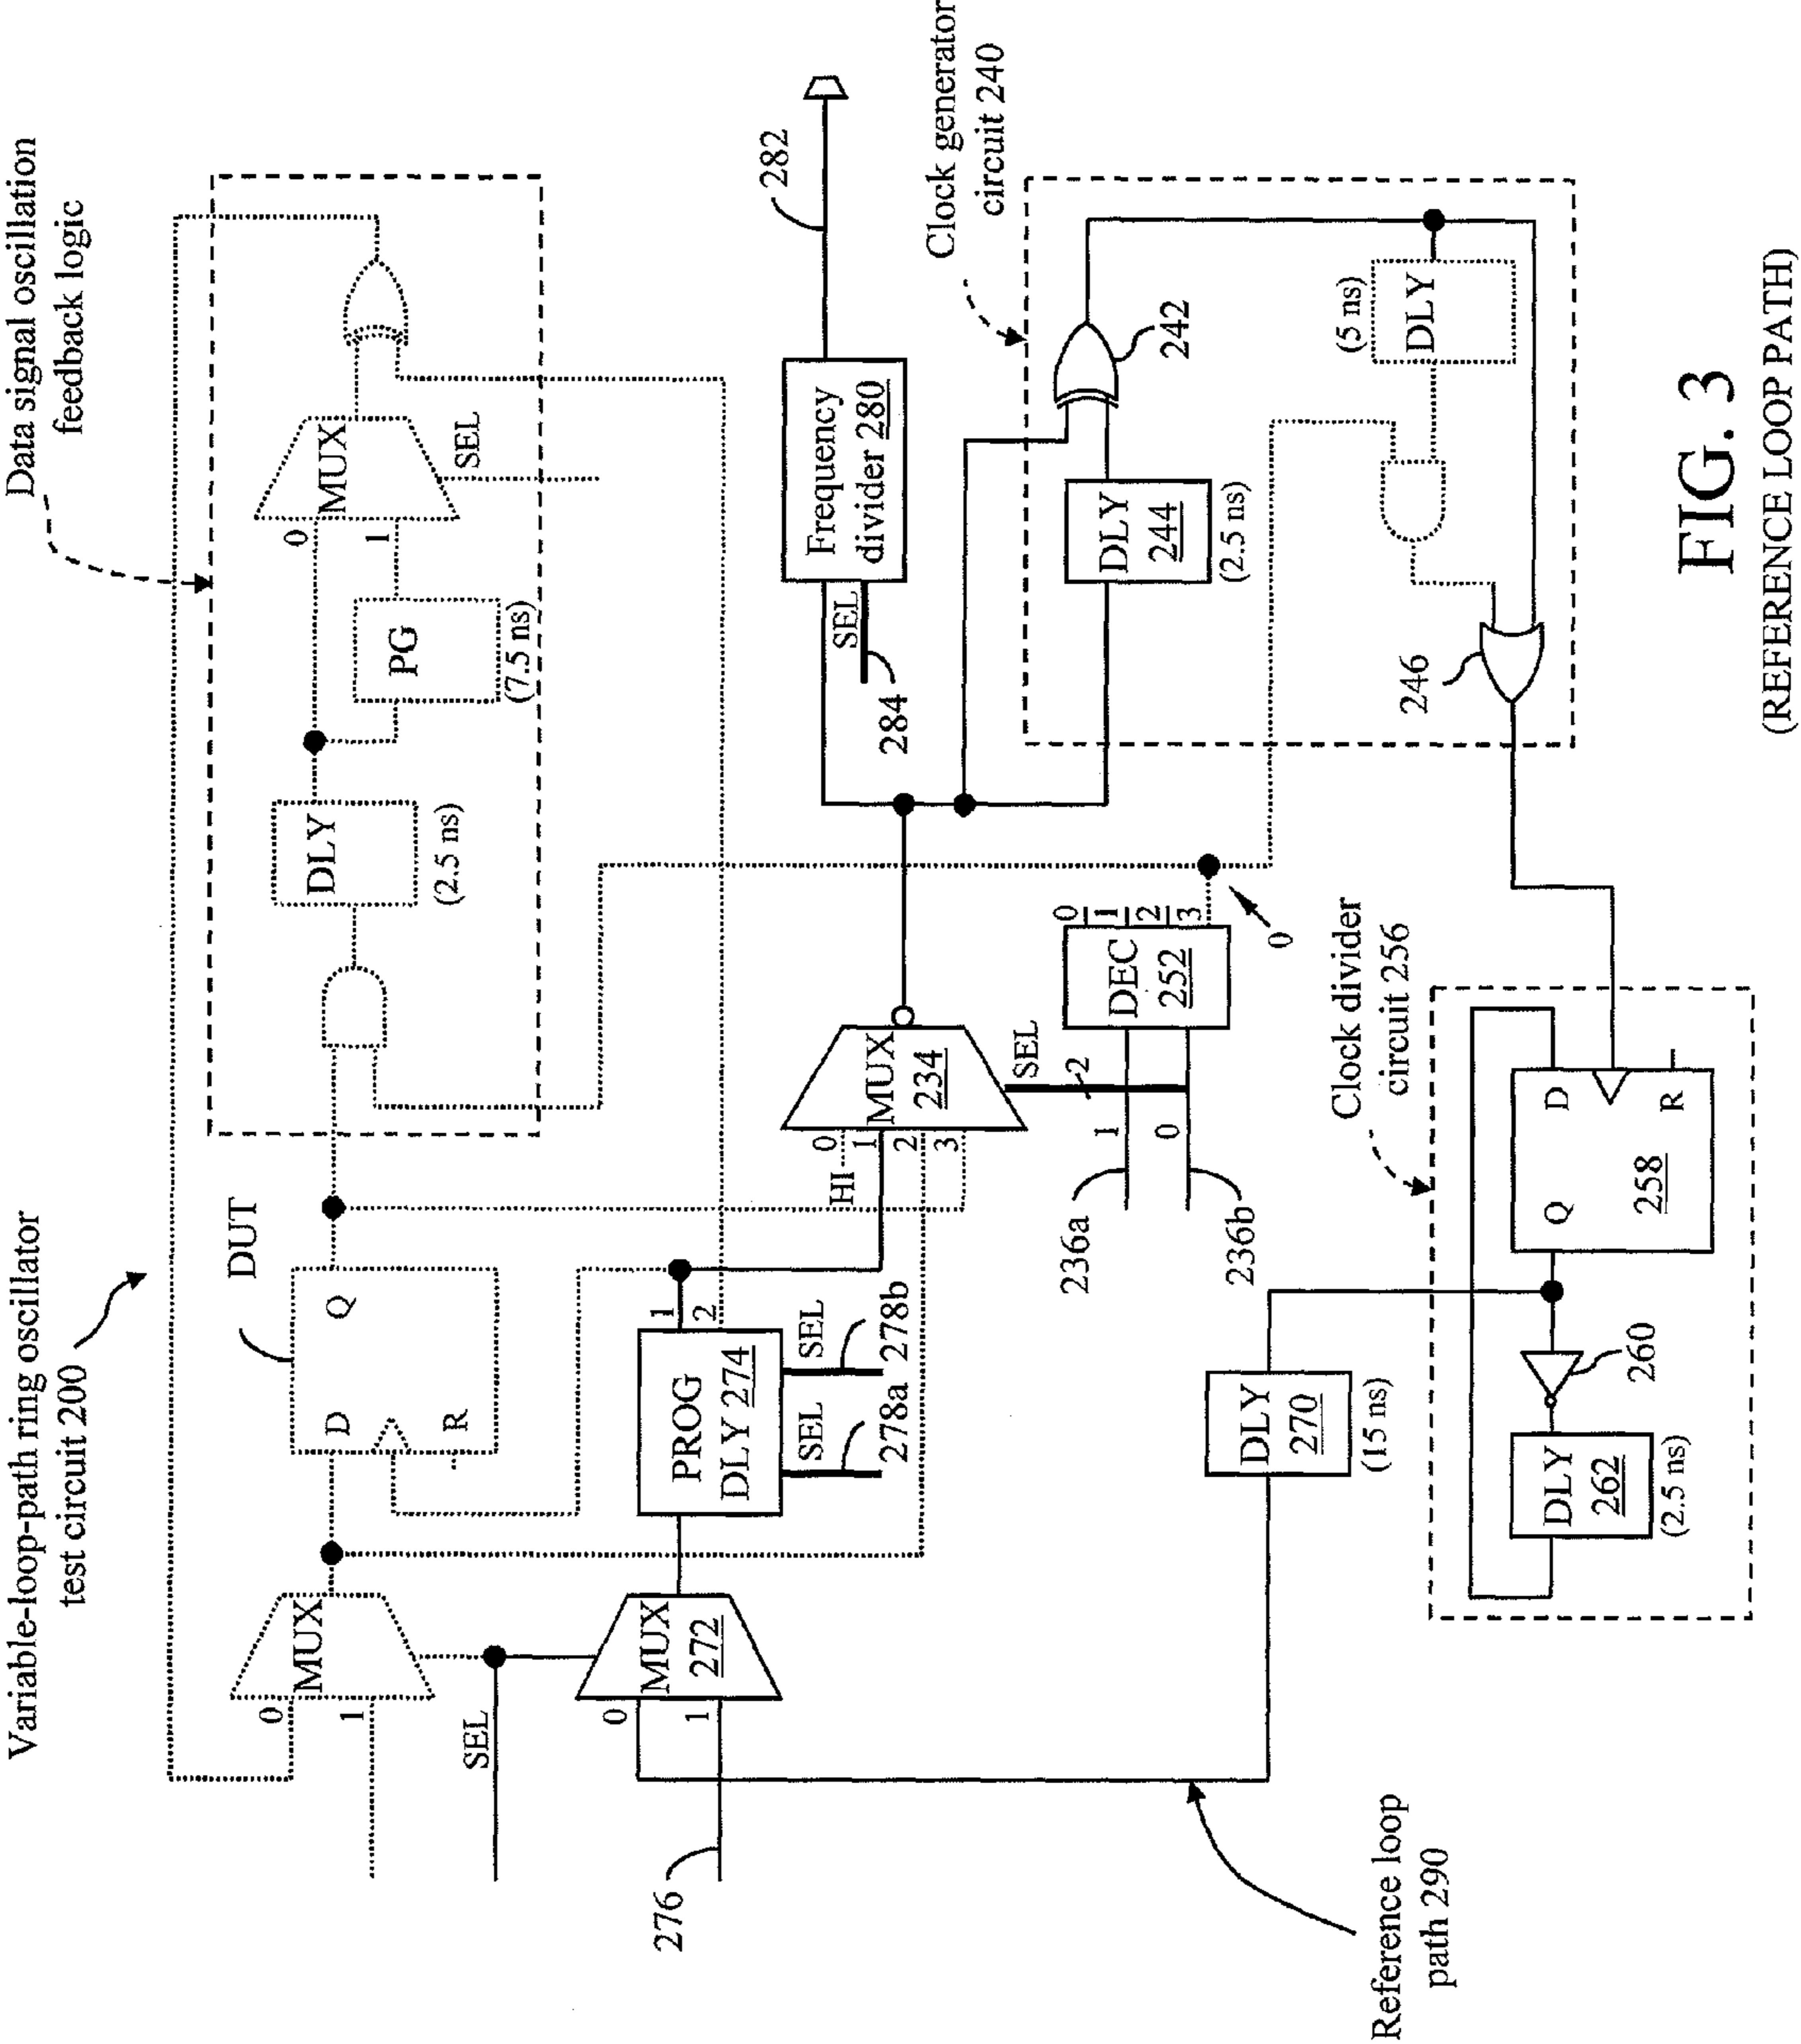 Variable-loop-path ring oscillator
test circuit 200
Data signal oscillation
feedback logic
DUT
0
MUX
1
D
Q
R
DLY
(2.5 ns)
PG
(7.5 ns)
0
MUX
1
SEL
SEL
0
MUX
272
1
276
PROG
DLY 274
1
2
SEL
278a
SEL
278b
HI
0
1
2
3
MUX
234
SEL
2
236a
1
236b
0
DEC
252
0
1
2
3
0
Frequency
divider 280
SEL
284
282
Clock generator
circuit 240
242
DLY
244
(2.5 ns)
(5 ns)
DLY
246
DLY
270
(15 ns)
Reference loop
path 290
Clock divider
circuit 256
D
Q
R
258
260
DLY
262
(2.5 ns)
FIG. 3
(REFERENCE LOOP PATH)